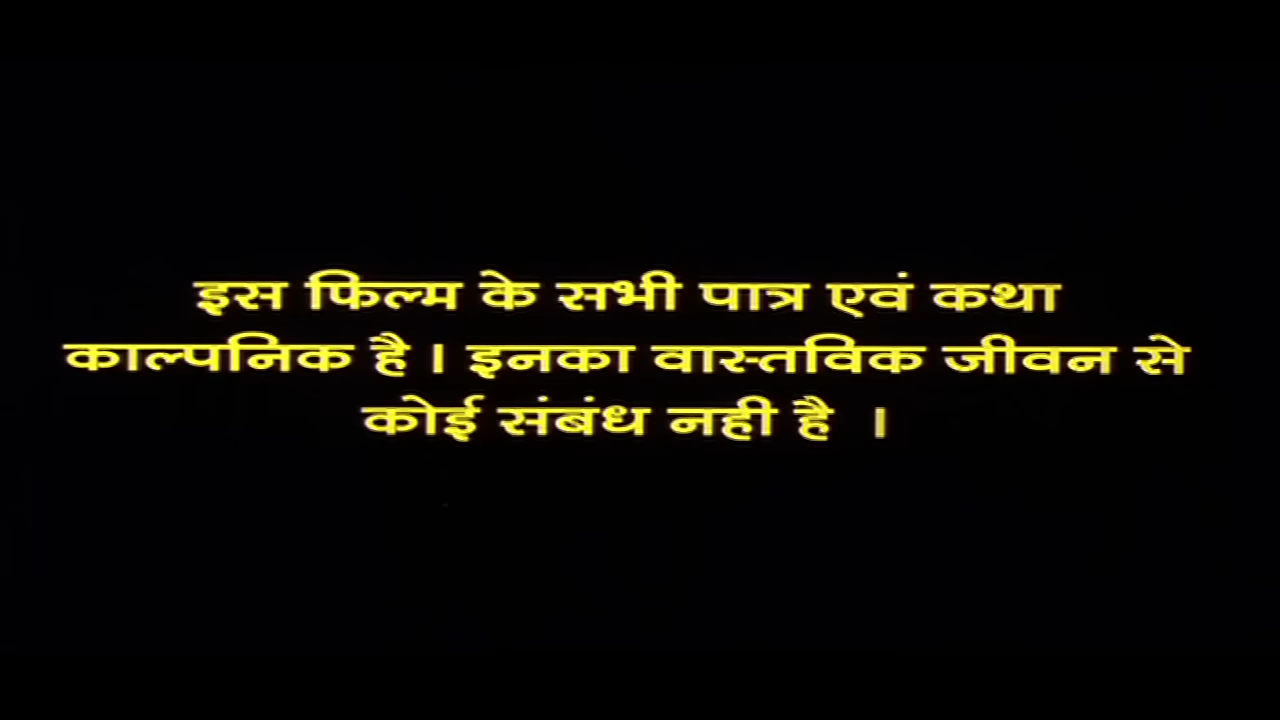 इस फिल्म के सभी पात्र एवं कथा
काल्पनिक है । इनका वास्तविक जीवन से
कोई संबंध नही है ।